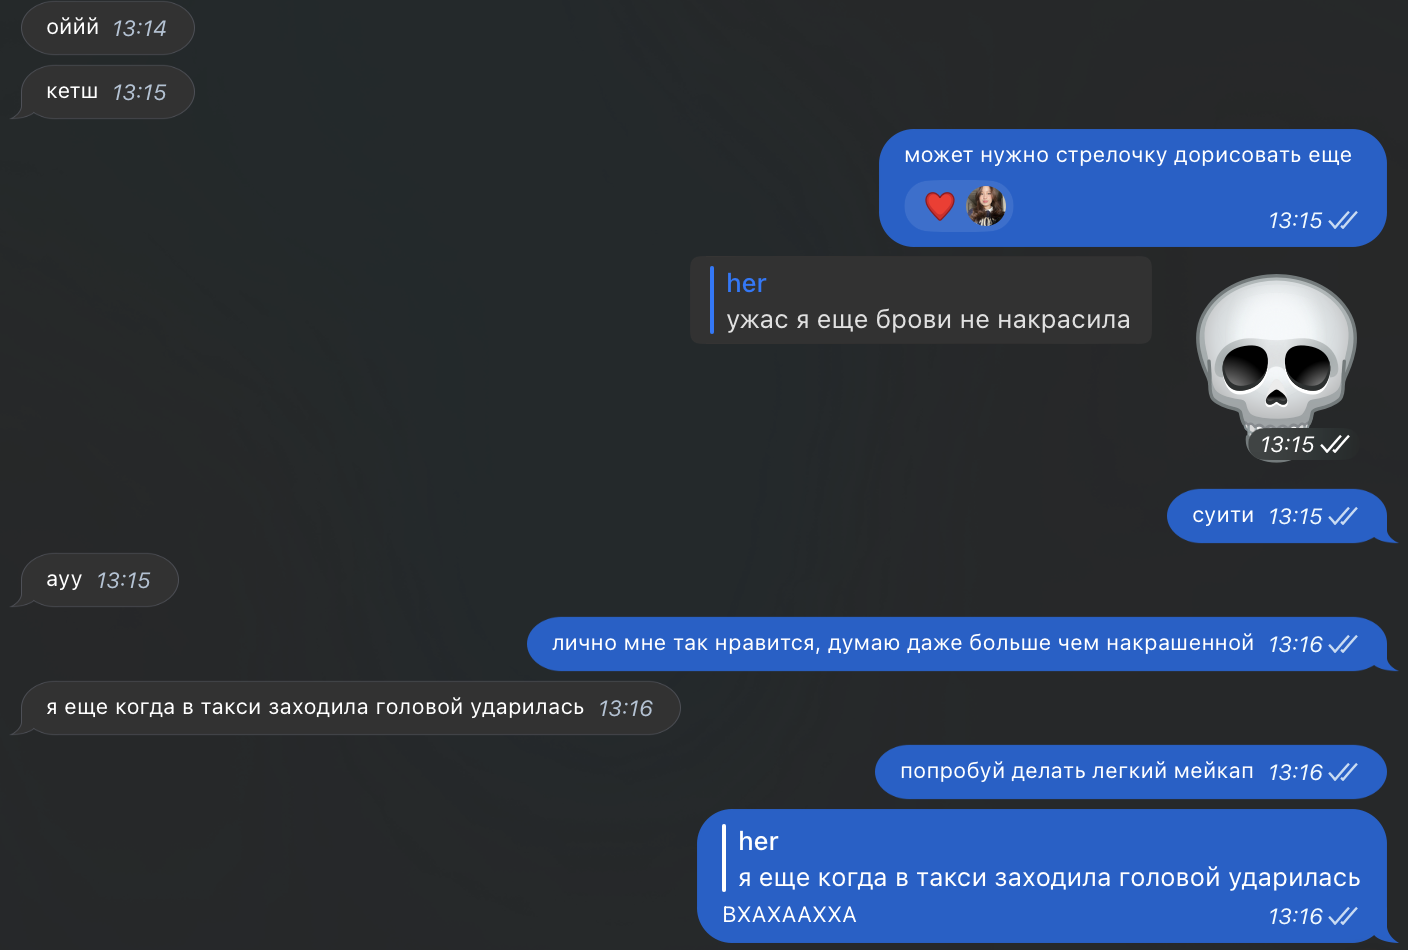 оййй 13:14
кетш 13:15
может нужно стрелочку дорисовать еще
13:15
her
ужас я еще брови не накрасила
13:15
суити 13:15
ауу 13:15
лично мне так нравится, думаю даже больше чем накрашенной 13:16
я еще когда в такси заходила головой ударилась 13:16
попробуй делать легкий мейкап 13:16
her
я еще когда в такси заходила головой ударилась
ВХАХААХХА 13:16